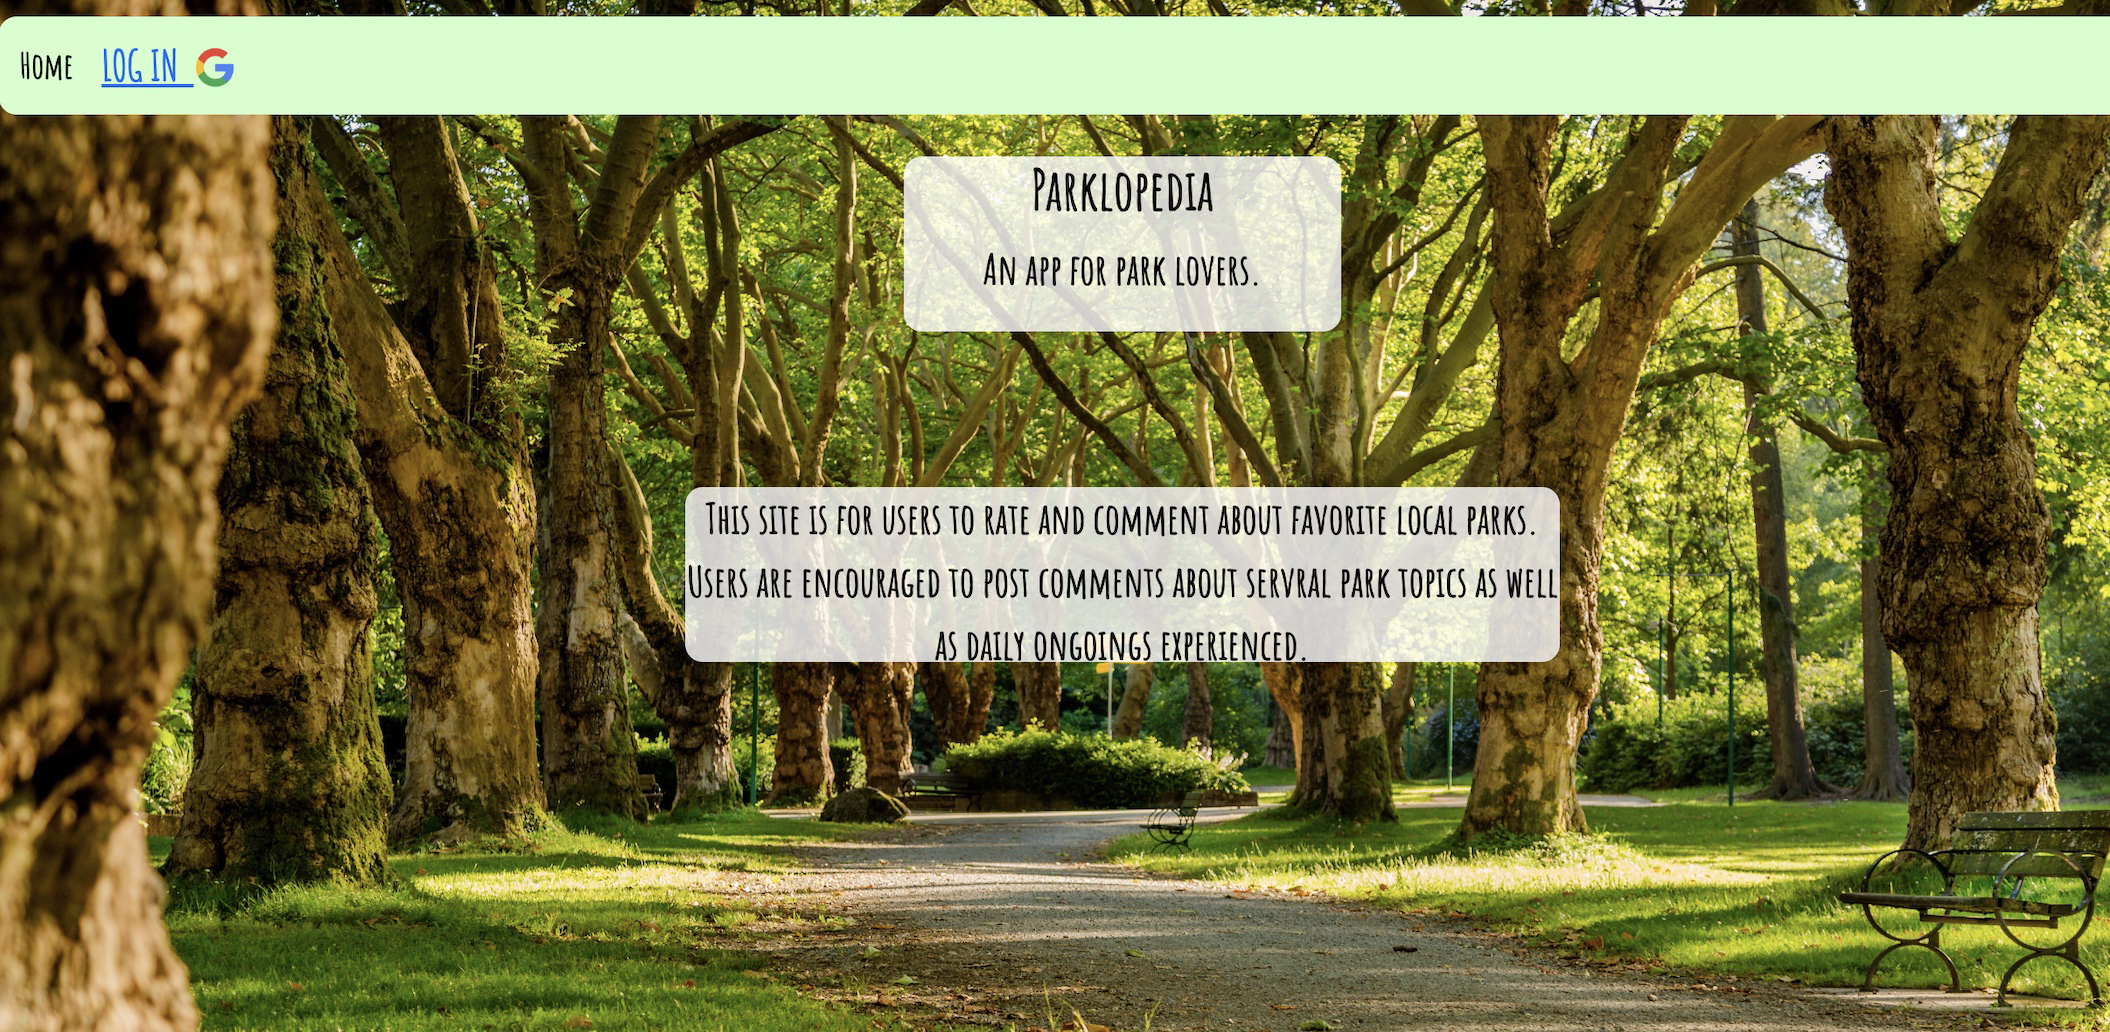 Home LOG IN
Parklopedia
An app for park lovers.
This site is for users to rate and comment about favorite local parks.
Users are encouraged to post comments about servral park topics as well
as daily ongoings experienced.